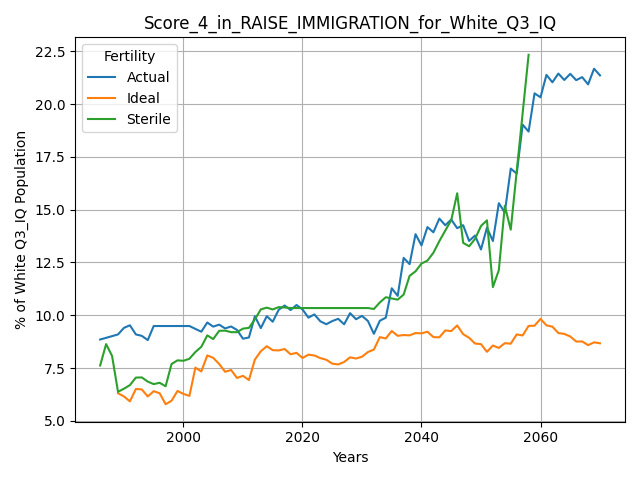 Score_4_in_RAISE_IMMIGRATION_for_White_Q3_IQ
Fertility
Actual
Ideal
Sterile
% of White Q3_IQ Population
22.5
20.0
17.5
15.0
12.5
10.0
7.5
5.0
2000
2020
2040
2060
Years